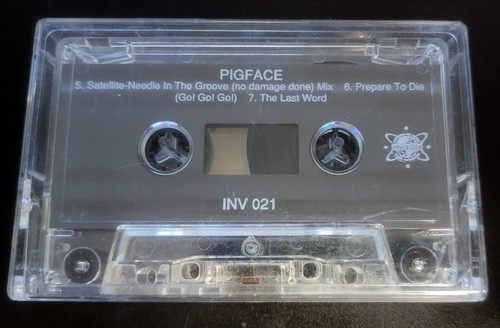 PIGFACE
5. Satellite-Needle In The Groove (no damage done) Mix   6. Prepare To Die
(Go! Go! Go!)   7. The Last Word
INV 021